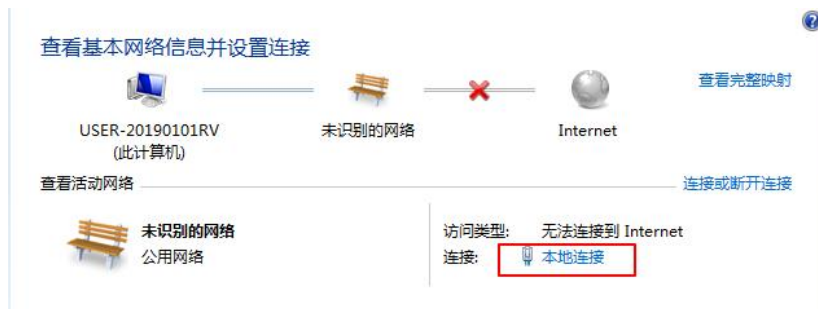 查看基本网络信息并设置连接
查看完整映射
USER-20190101RV
(此计算机)
未识别的网络
Internet
查看活动网络
连接或断开连接
未识别的网络
公用网络
访问类型: 无法连接到 Internet
连接: 本地连接